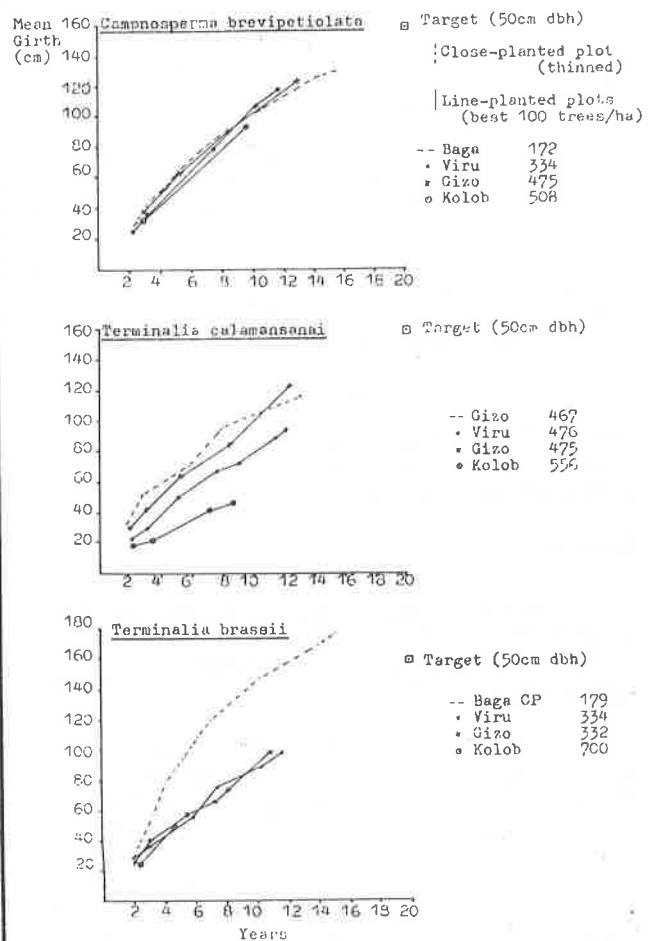 Mean
Girth
(cm)
Campnosperma brevipetiolata
160
140
120
100
80
60
40
20
2 4 6 8 10 12 14 16 18 20
Target (50cm dbh)
Close-planted plot
(thinned)
Line-planted plots
(best 100 trees/ha)
-- Baga 172
Viru 334
Gizo 475
Kolob 508
Terminalia calamansanai
160
140
120
100
80
60
40
20
2 4 6 8 10 12 14 16 18 20
Target (50cm dbh)
-- Gizo 467
Viru 476
Gizo 475
Kolob 556
Terminalia brassii
180
160
140
120
100
80
60
40
20
2 4 6 8 10 12 14 16 18 20
Years
Target (50cm dbh)
-- Baga CP 179
Viru 334
Gizo 332
Kolob 700